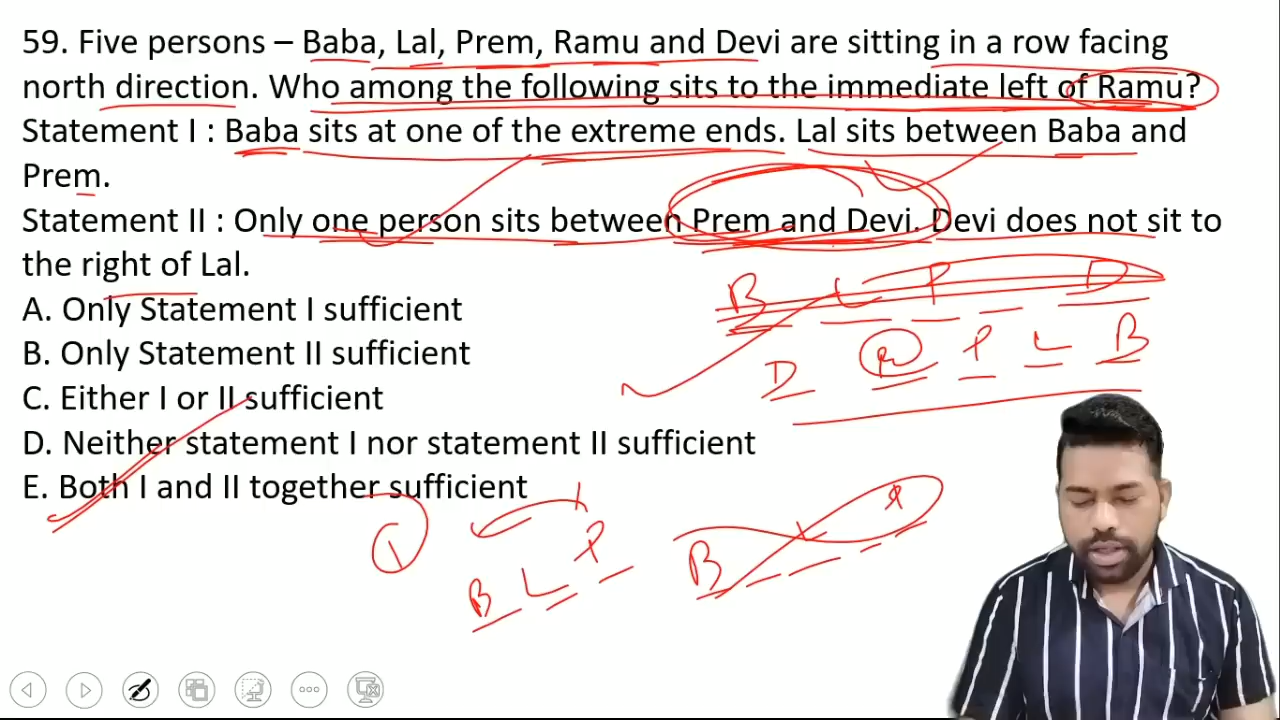 59. Five persons – Baba, Lal, Prem, Ramu and Devi are sitting in a row facing
north direction. Who among the following sits to the immediate left of Ramu?
Statement I : Baba sits at one of the extreme ends. Lal sits between Baba and
Prem.
Statement II : Only one person sits between Prem and Devi. Devi does not sit to
the right of Lal.
B L P D
D R P L B
A. Only Statement I sufficient
B. Only Statement II sufficient
C. Either I or II sufficient
D. Neither statement I nor statement II sufficient
E. Both I and II together sufficient
1
B L P
B L P